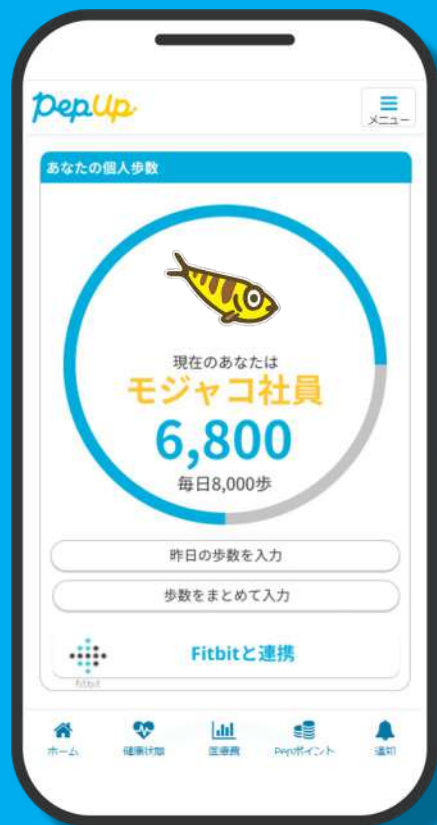 PepUp
メニュー
あなたの個人歩数
現在のあなたは
モジャコ社員
6,800
毎日8,000歩
昨日の歩数を入力
歩数をまとめて入力
Fitbitと連携
fitbit
ホーム
健康状態
医療費
Pepポイント
通知